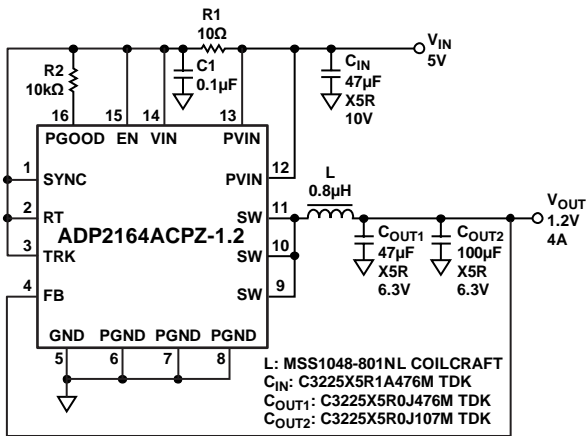 R1
10Ω
VIN
5V
R2
10kΩ
C1
0.1µF
CIN
47µF
X5R
10V
16 15 14 13
PGOOD EN VIN PVIN
1 SYNC
PVIN 12
L
0.8µH
2 RT
SW 11
ADP2164ACPZ-1.2
3 TRK
SW 10
4 FB
SW 9
VOUT
1.2V
4A
COUT1
47µF
X5R
6.3V
COUT2
100µF
X5R
6.3V
GND PGND PGND PGND
5 6 7 8
L: MSS1048-801NL COILCRAFT
CIN: C3225X5R1A476M TDK
COUT1: C3225X5R0J476M TDK
COUT2: C3225X5R0J107M TDK